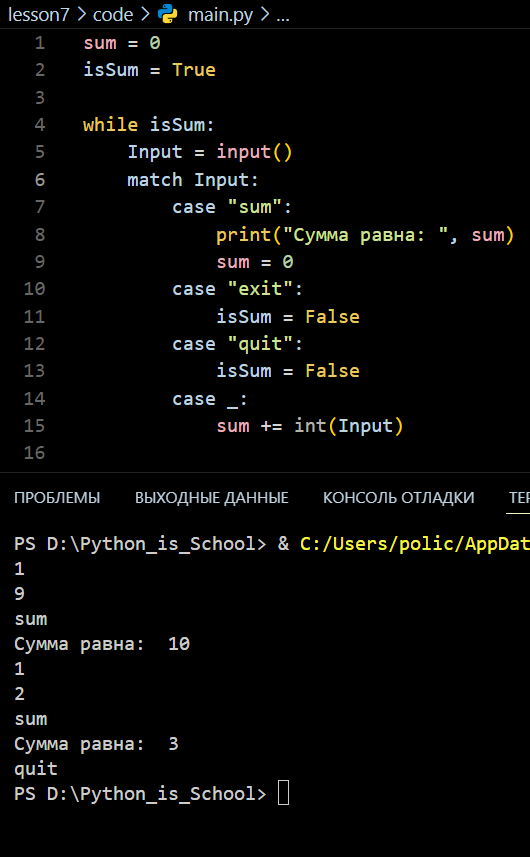 lesson7 > code > main.py > ...
1 sum = 0
2 isSum = True
3
4 while isSum:
5     Input = input()
6     match Input:
7         case "sum":
8             print("Сумма равна: ", sum)
9             sum = 0
10         case "exit":
11             isSum = False
12         case "quit":
13             isSum = False
14         case _:
15             sum += int(Input)
16
ПРОБЛЕМЫ ВЫХОДНЫЕ ДАННЫЕ КОНСОЛЬ ОТЛАДКИ ТЕР
PS D:\Python_is_School> & C:/Users/polic/AppDat
1
9
sum
Сумма равна:  10
1
2
sum
Сумма равна:  3
quit
PS D:\Python_is_School>